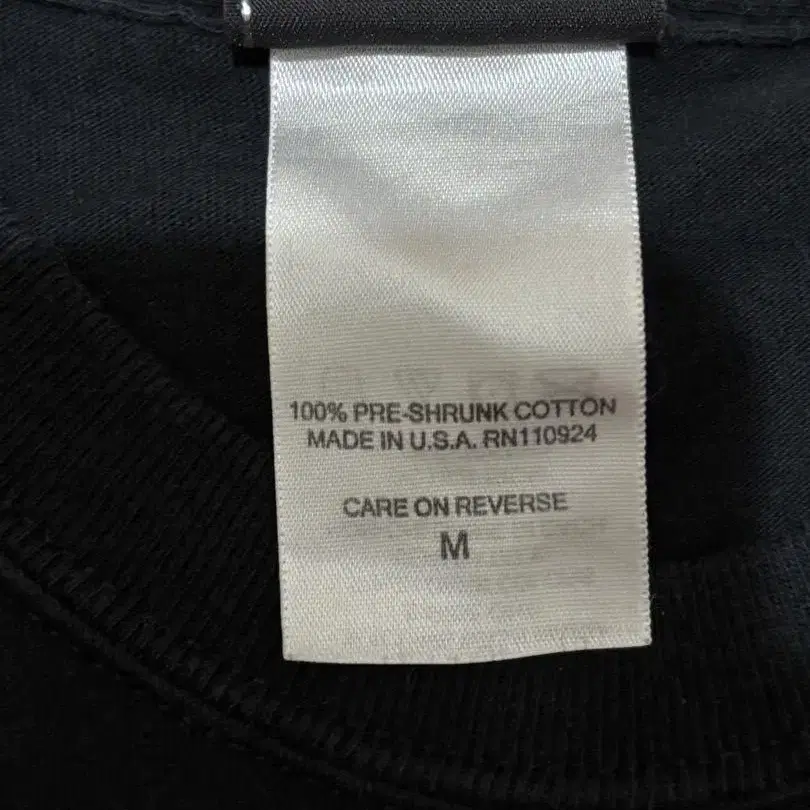 100% PRE-SHRUNK COTTON
MADE IN U.S.A. RN110924
CARE ON REVERSE
M